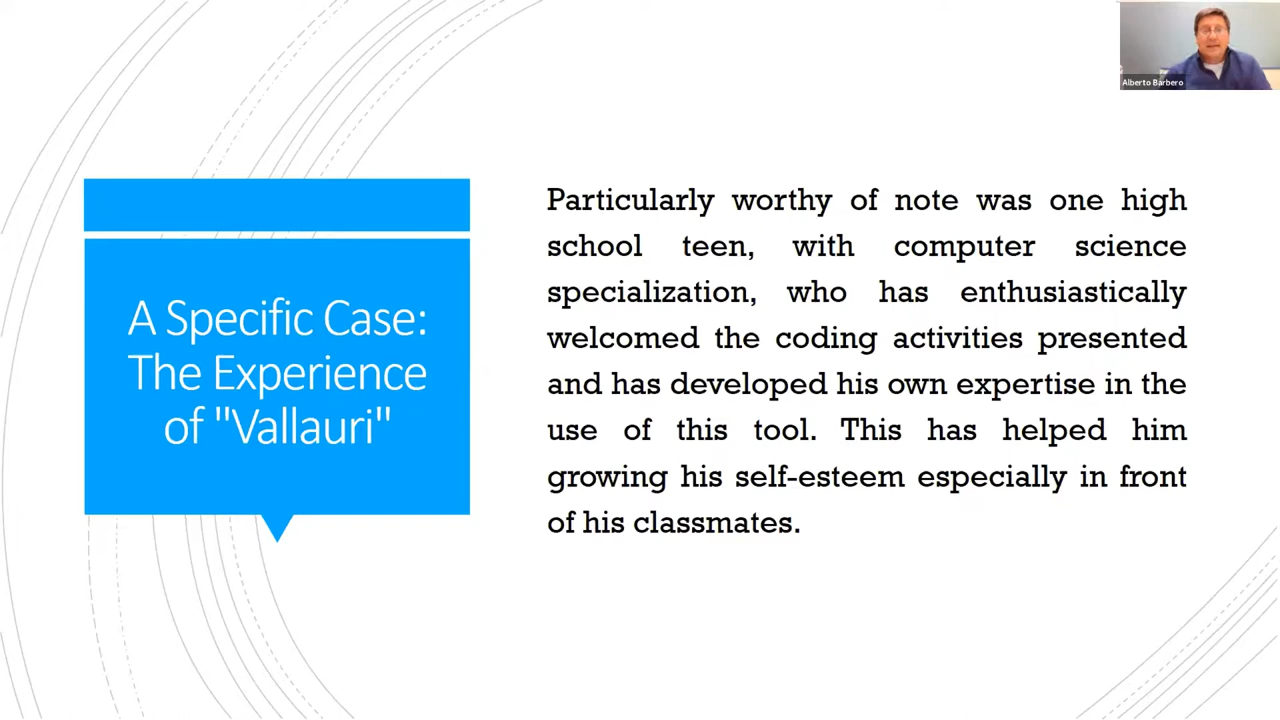 Alberto Barbero
A Specific Case:
The Experience
of "Vallauri"
Particularly worthy of note was one high
school teen, with computer science
specialization, who has enthusiastically
welcomed the coding activities presented
and has developed his own expertise in the
use of this tool. This has helped him
growing his self-esteem especially in front
of his classmates.